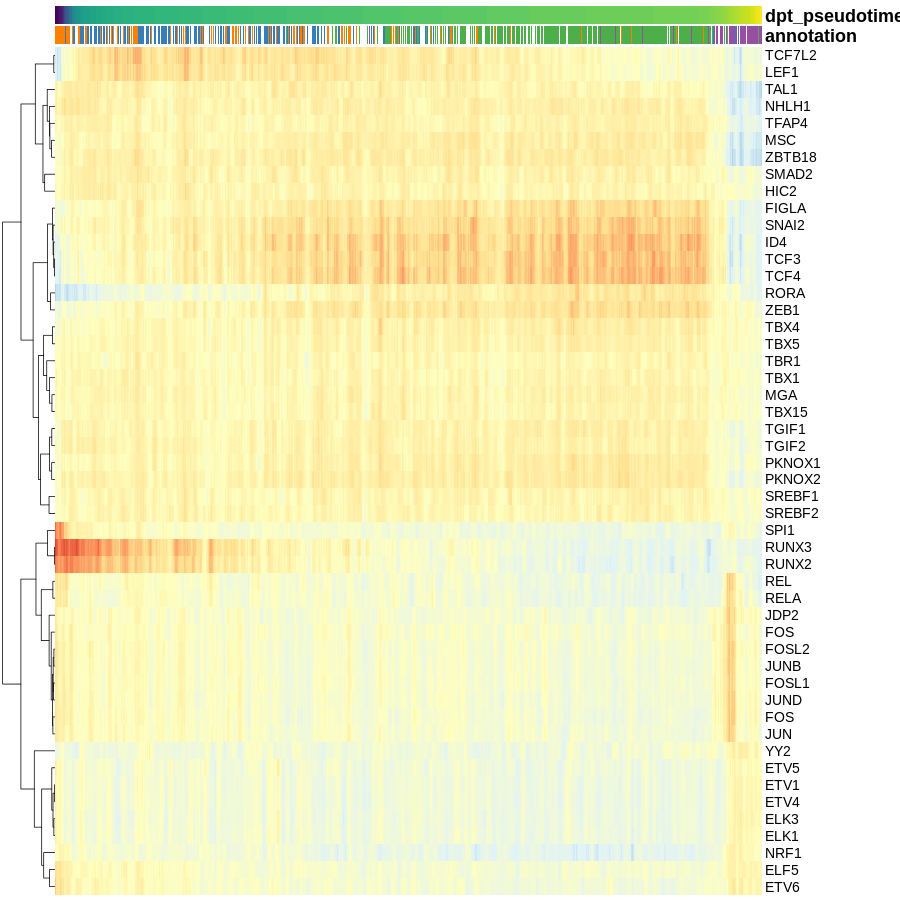 dpt_pseudotime
annotation
TCF7L2
LEF1
TAL1
NHLH1
TFAP4
MSC
ZBTB18
SMAD2
HIC2
FIGLA
SNAI2
ID4
TCF3
TCF4
RORA
ZEB1
TBX4
TBX5
TBR1
TBX1
MGA
TBX15
TGIF1
TGIF2
PKNOX1
PKNOX2
SREBF1
SREBF2
SPI1
RUNX3
RUNX2
REL
RELA
JDP2
FOS
FOSL2
JUNB
FOSL1
JUND
FOS
JUN
YY2
ETV5
ETV1
ETV4
ELK3
ELK1
NRF1
ELF5
ETV6